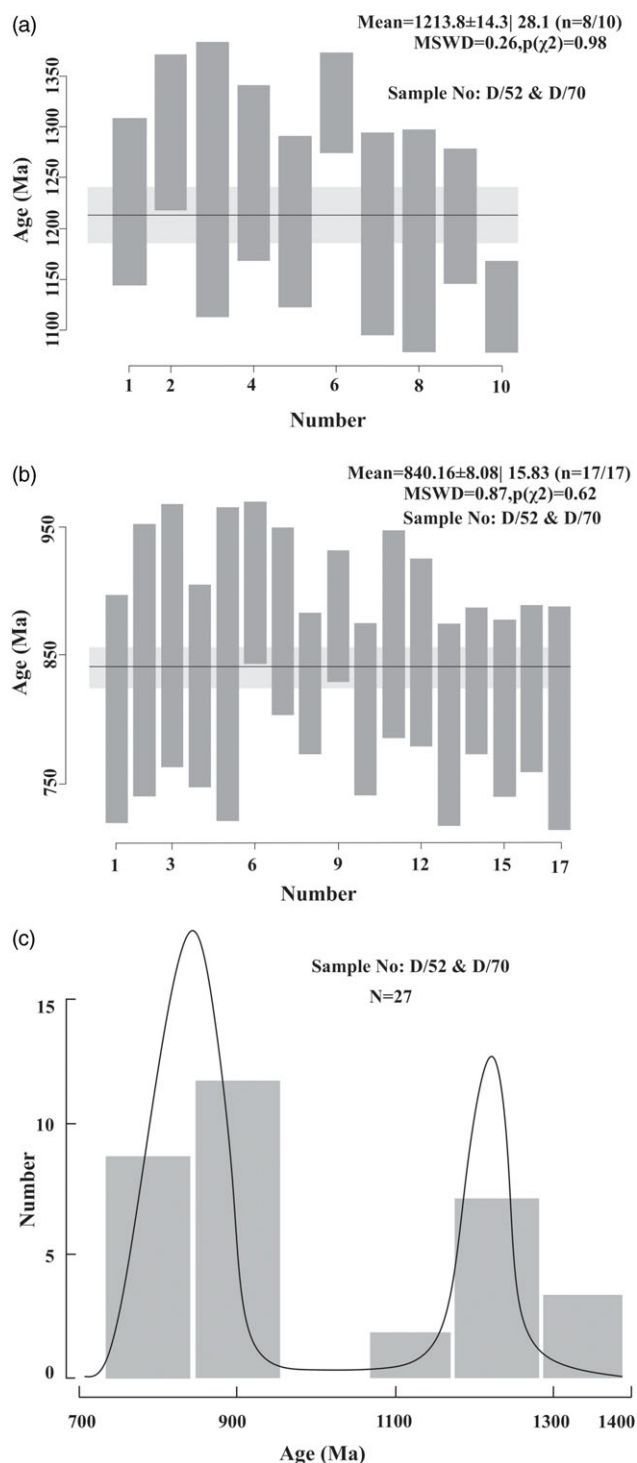 (a)
Mean=1213.8±14.3| 28.1 (n=8/10)
MSWD=0.26,p(χ2)=0.98
Sample No: D/52 & D/70
Age (Ma)
1350
1300
1250
1200
1150
1100
1 2 4 6 8 10
Number
(b)
Mean=840.16±8.08| 15.83 (n=17/17)
MSWD=0.87,p(χ2)=0.62
Sample No: D/52 & D/70
Age (Ma)
950
850
750
1 3 6 9 12 15 17
Number
(c)
Sample No: D/52 & D/70
N=27
Number
15
10
5
0
700 900 1100 1300 1400
Age (Ma)